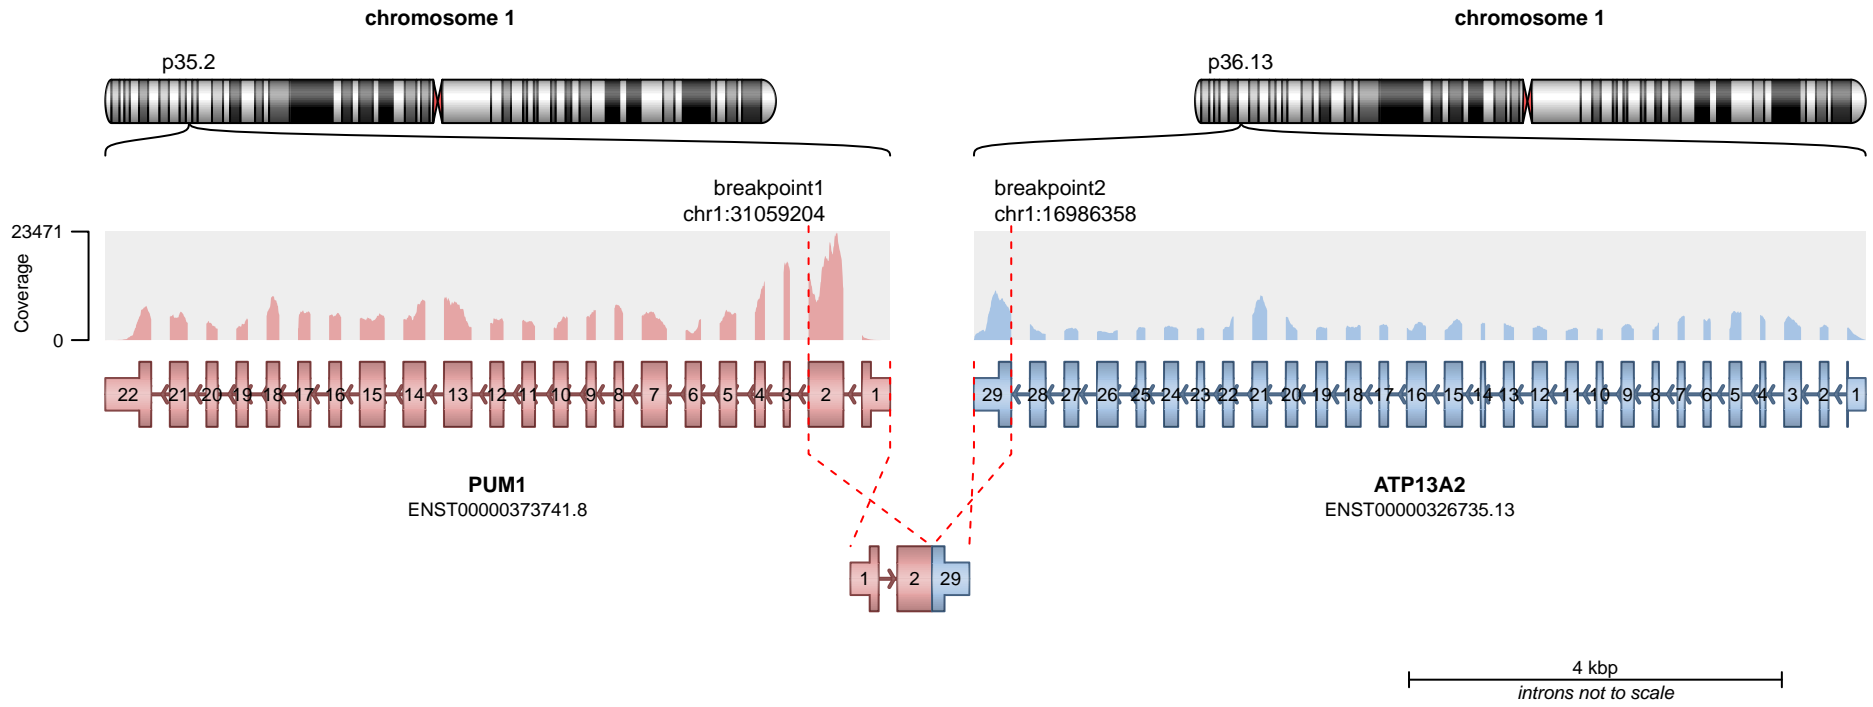 chromosome 1
chromosome 1
p35.2
p36.13
breakpoint1
chr1:31059204
breakpoint2
chr1:16986358
23471
Coverage
0
22 21 20 19 18 17 16 15 14 13 12 11 10 9 8 7 6 5 4 3 2 1
29 28 27 26 25 24 23 22 21 20 19 18 17 16 15 14 13 12 11 10 9 8 7 6 5 4 3 2 1
PUM1
ENST00000373741.8
ATP13A2
ENST00000326735.13
1 2 29
4 kbp
introns not to scale